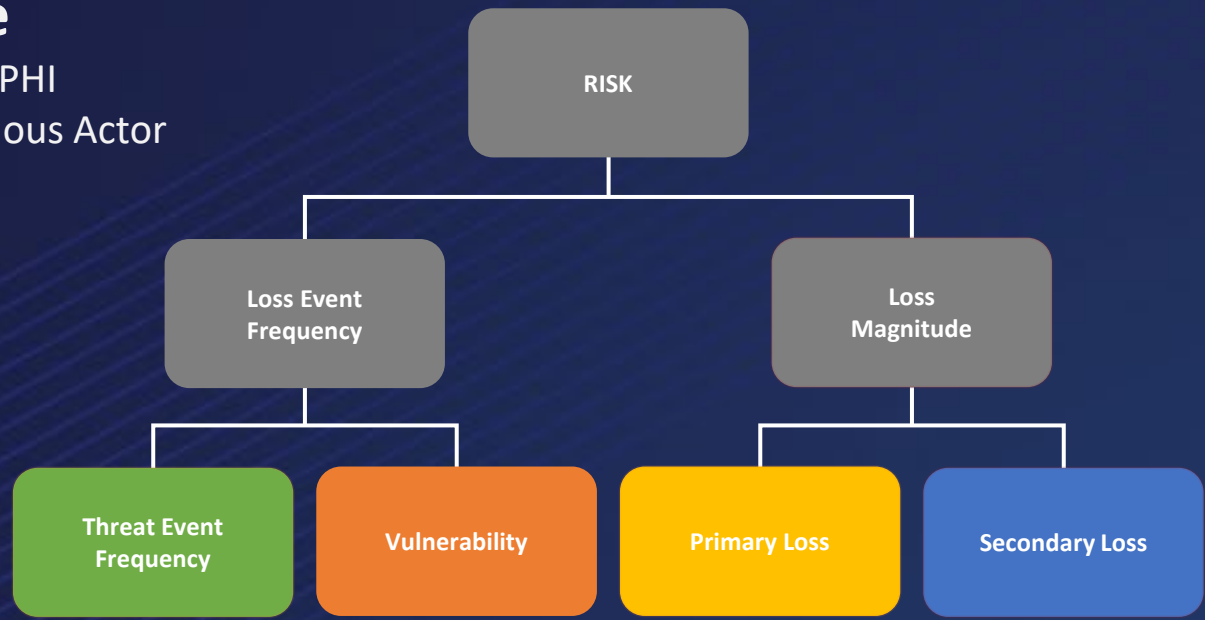 e
PHI
ous Actor
RISK
Loss Event
Frequency
Loss
Magnitude
Threat Event
Frequency
Vulnerability
Primary Loss
Secondary Loss